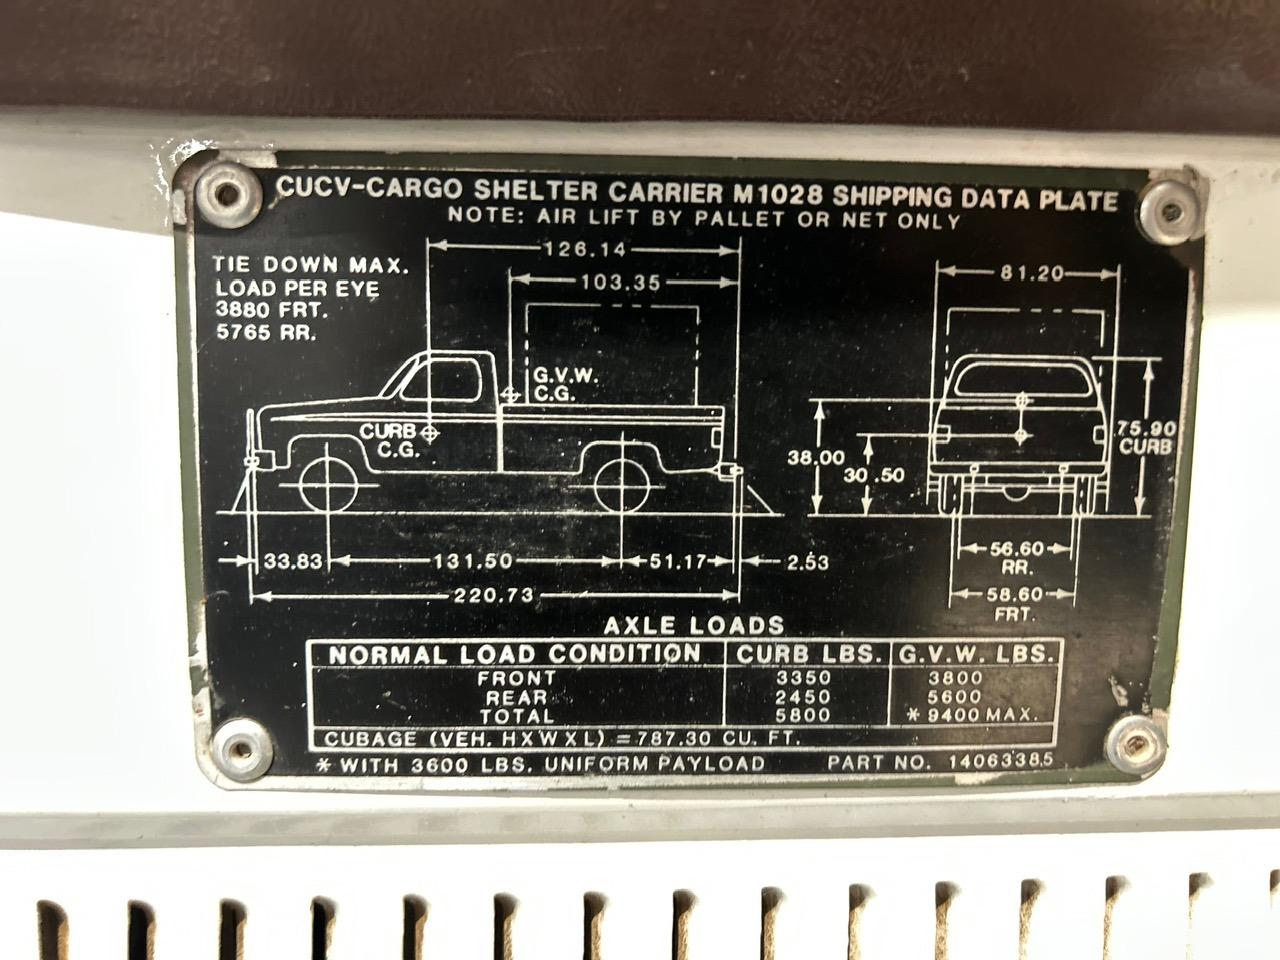 CUCV-CARGO SHELTER CARRIER M1028 SHIPPING DATA PLATE
NOTE: AIR LIFT BY PALLET OR NET ONLY
126.14
103.35
81.20
TIE DOWN MAX.
LOAD PER EYE
3880 FRT.
5765 RR.
G.V.W.
C.G.
CURB
C.G.
75.90
CURB
38.00
30.50
33.83
131.50
51.17
2.53
220.73
56.60
RR.
58.60
FRT.
AXLE LOADS
NORMAL LOAD CONDITION CURB LBS. G.V.W. LBS.
FRONT 3350 3800
REAR 2450 5600
TOTAL 5800 * 9400 MAX.
CUBAGE (VEH. HXWXL) = 787.30 CU. FT.
* WITH 3600 LBS. UNIFORM PAYLOAD PART NO. 14063385